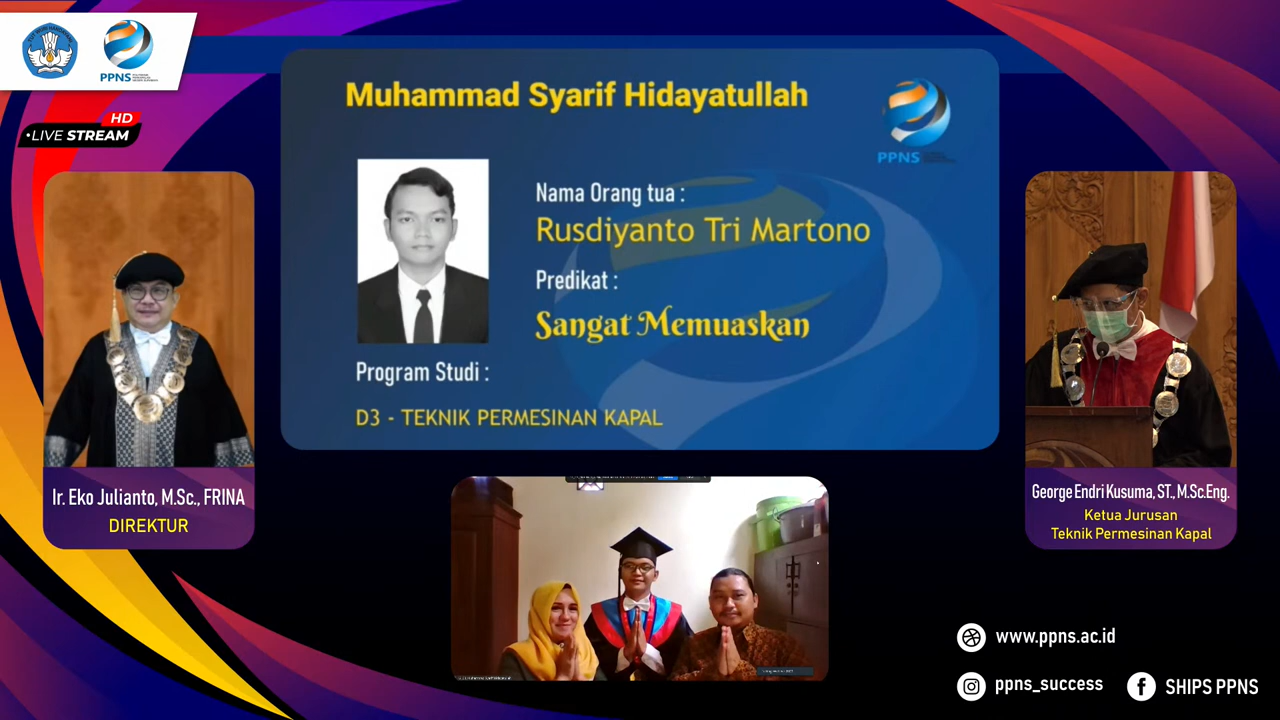 PPNS
HD
•LIVE STREAM
Muhammad Syarif Hidayatullah
PPNS
Nama Orang tua :
Rusdiyanto Tri Martono
Predikat :
Sangat Memuaskan
Program Studi :
D3 - TEKNIK PERMESINAN KAPAL
Ir. Eko Julianto, M.Sc., FRINA
DIREKTUR
George Endri Kusuma, ST., M.Sc.Eng.
Ketua Jurusan
Teknik Permesinan Kapal
www.ppns.ac.id
ppns_success
SHIPS PPNS